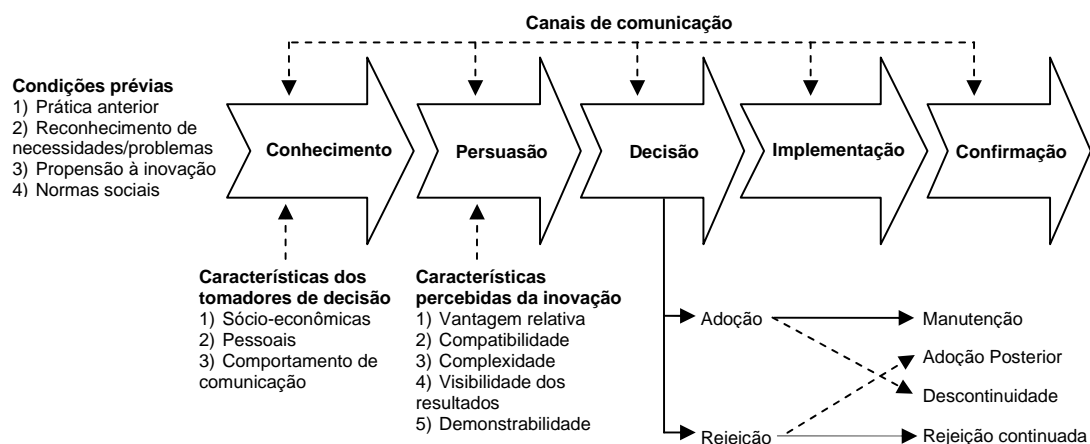 Canais de comunicação
Condições prévias
1) Prática anterior
2) Reconhecimento de
necessidades/problemas
3) Propensão à inovação
4) Normas sociais
Conhecimento
Persuasão
Decisão
Implementação
Confirmação
Características dos
tomadores de decisão
1) Sócio-econômicas
2) Pessoais
3) Comportamento de
comunicação
Características
percebidas da inovação
1) Vantagem relativa
2) Compatibilidade
3) Complexidade
4) Visibilidade dos
resultados
5) Demonstrabilidade
Adoção
Manutenção
Adoção Posterior
Descontinuidade
Rejeição
Rejeição continuada